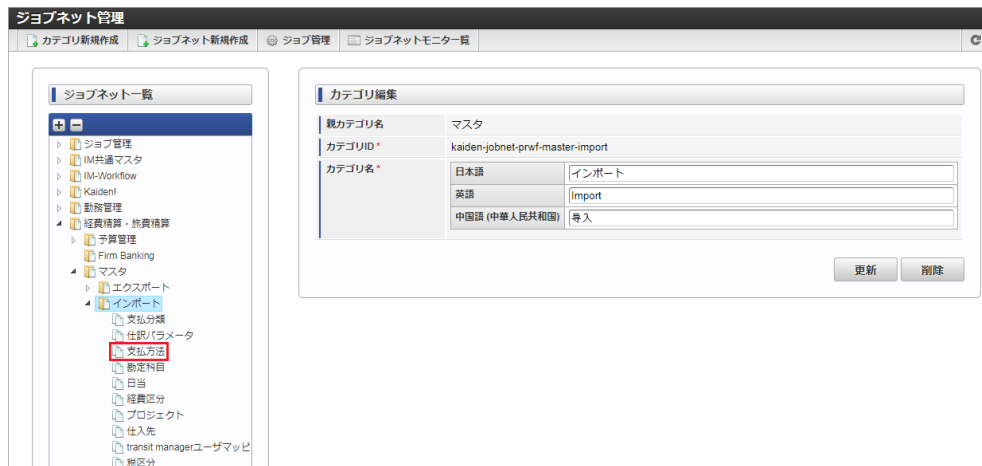 ジョブネット管理
カテゴリ新規作成 ジョブネット新規作成 ジョブ管理 ジョブネットモニター覧
ジョブネット一覧
ジョブ管理
IM共通マスタ
IM-Workflow
Kaiden!
勤務管理
経費精算・旅費精算
予算管理
Firm Banking
マスタ
エクスポート
インポート
支払分類
仕訳パラメータ
支払方法
勘定科目
日当
経費区分
プロジェクト
仕入先
transit managerユーザマッピ
税区分
カテゴリ編集
親カテゴリ名 マスタ
カテゴリID * kaiden-jobnet-prwf-master-import
カテゴリ名 * 日本語 インポート
英語 Import
中国語 (中華人民共和国) 导入
更新 削除